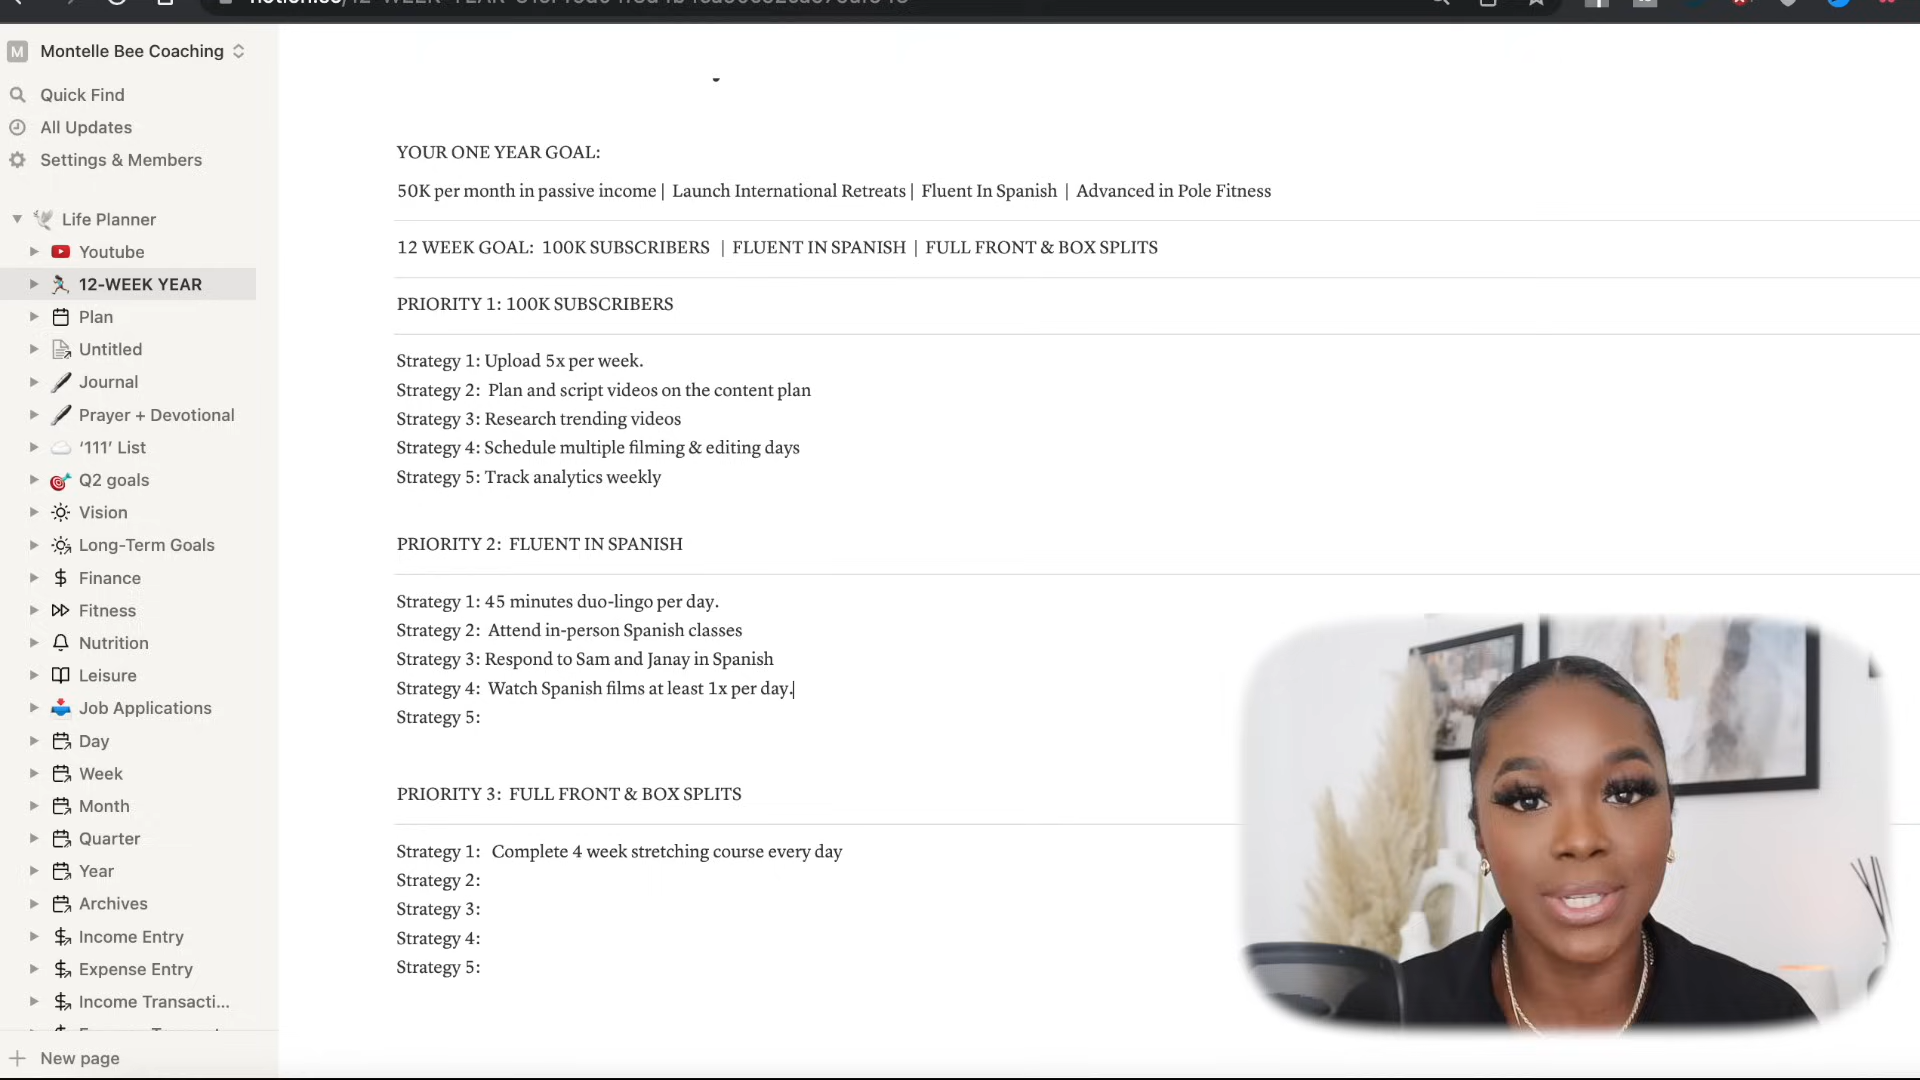 Montelle Bee Coaching
Quick Find
All Updates
Settings & Members
Life Planner
Youtube
12-WEEK YEAR
Plan
Untitled
Journal
Prayer + Devotional
‘111’ List
Q2 goals
Vision
Long-Term Goals
Finance
Fitness
Nutrition
Leisure
Job Applications
Day
Week
Month
Quarter
Year
Archives
Income Entry
Expense Entry
Income Transacti...
New page
YOUR ONE YEAR GOAL:
50K per month in passive income | Launch International Retreats | Fluent In Spanish | Advanced in Pole Fitness
12 WEEK GOAL: 100K SUBSCRIBERS | FLUENT IN SPANISH | FULL FRONT & BOX SPLITS
PRIORITY 1: 100K SUBSCRIBERS
Strategy 1: Upload 5x per week.
Strategy 2: Plan and script videos on the content plan
Strategy 3: Research trending videos
Strategy 4: Schedule multiple filming & editing days
Strategy 5: Track analytics weekly
PRIORITY 2: FLUENT IN SPANISH
Strategy 1: 45 minutes duo-lingo per day.
Strategy 2: Attend in-person Spanish classes
Strategy 3: Respond to Sam and Janay in Spanish
Strategy 4: Watch Spanish films at least 1x per day.
Strategy 5:
PRIORITY 3: FULL FRONT & BOX SPLITS
Strategy 1: Complete 4 week stretching course every day
Strategy 2:
Strategy 3:
Strategy 4:
Strategy 5: